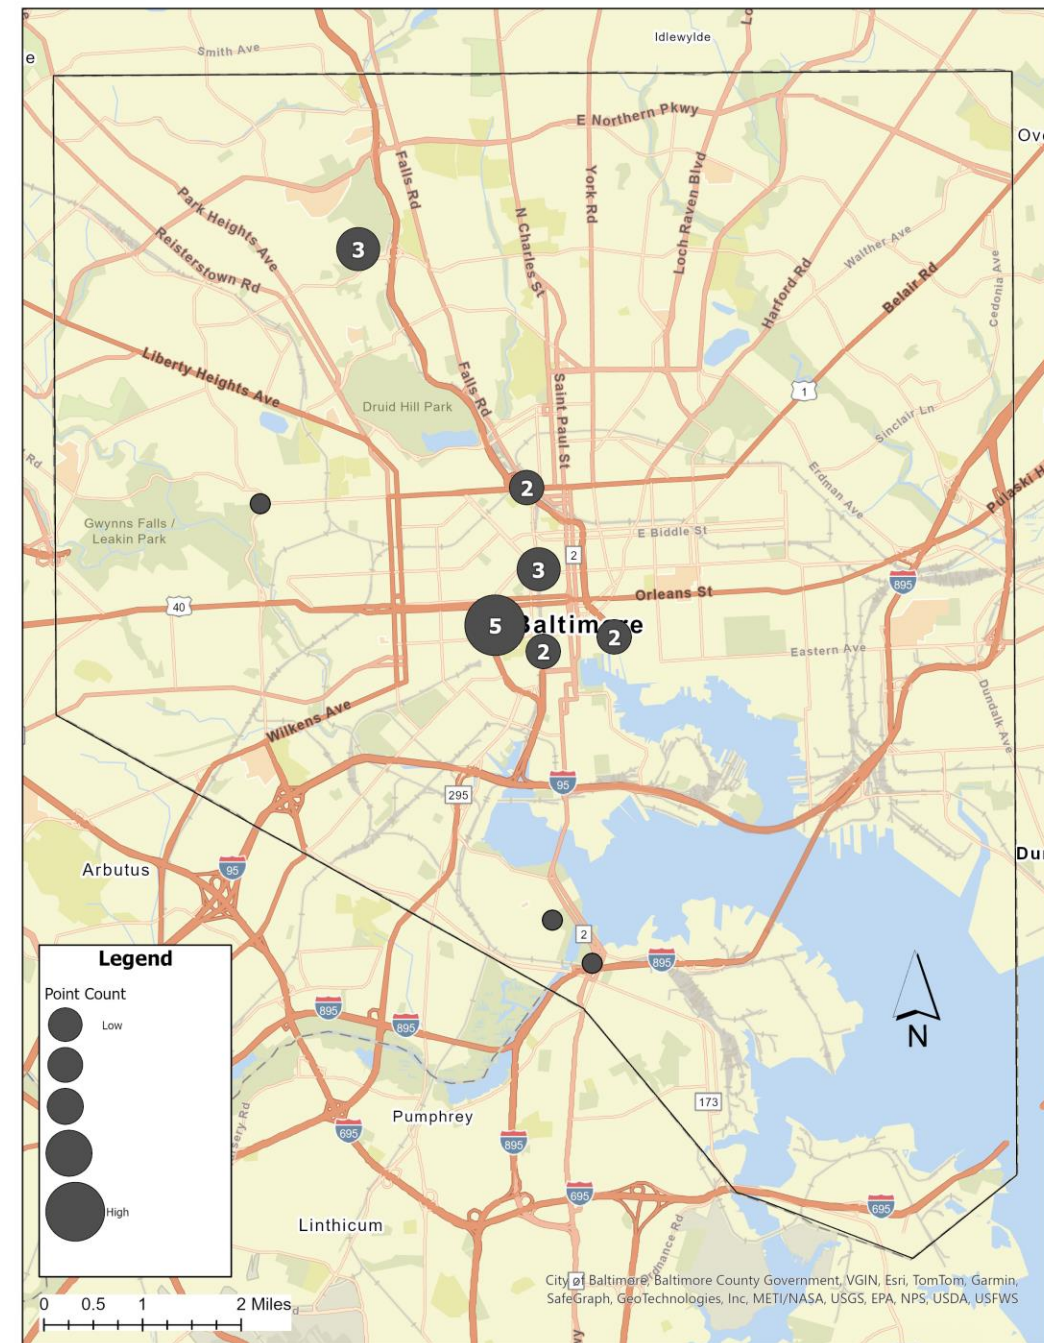 Idlewylde
Smith Ave
e
E Northern Pkwy
Falls Rd
York Rd
Loch Raven Blvd
Park Heights Ave
N Charles St
Walther Ave
Reisterstown Rd
Harford Rd
Belair Rd
Cedonia Ave
3
Liberty Heights Ave
Falls Rd
Saint Paul St
Druid Hill Park
1
Sinclair Ln
Erdman Ave
2
Gwynns Falls /
Leakin Park
E Biddle St
2
3
895
40
Orleans St
5
Baltimore
2
2
Eastern Ave
Dundalk Ave
Wilkens Ave
95
295
Arbutus
95
2
895
Legend
Point Count
Low
High
895
895
N
Pumphrey
173
695
895
695
695
Linthicum
City of Baltimore, Baltimore County Government, VGIN, Esri, TomTom, Garmin,
SafeGraph, GeoTechnologies, Inc, METI/NASA, USGS, EPA, NPS, USDA, USFWS
0 0.5 1 2 Miles